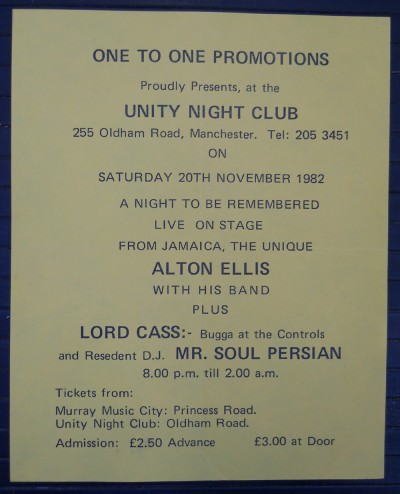 ONE TO ONE PROMOTIONS
Proudly Presents, at the
UNITY NIGHT CLUB
255 Oldham Road, Manchester. Tel: 205 3451
ON
SATURDAY 20TH NOVEMBER 1982
A NIGHT TO BE REMEMBERED
LIVE ON STAGE
FROM JAMAICA, THE UNIQUE
ALTON ELLIS
WITH HIS BAND
PLUS
LORD CASS:- Bugga at the Controls
and Resedent D.J. MR. SOUL PERSIAN
8.00 p.m. till 2.00 a.m.
Tickets from:
Murray Music City: Princess Road.
Unity Night Club: Oldham Road.
Admission: £2.50 Advance £3.00 at Door